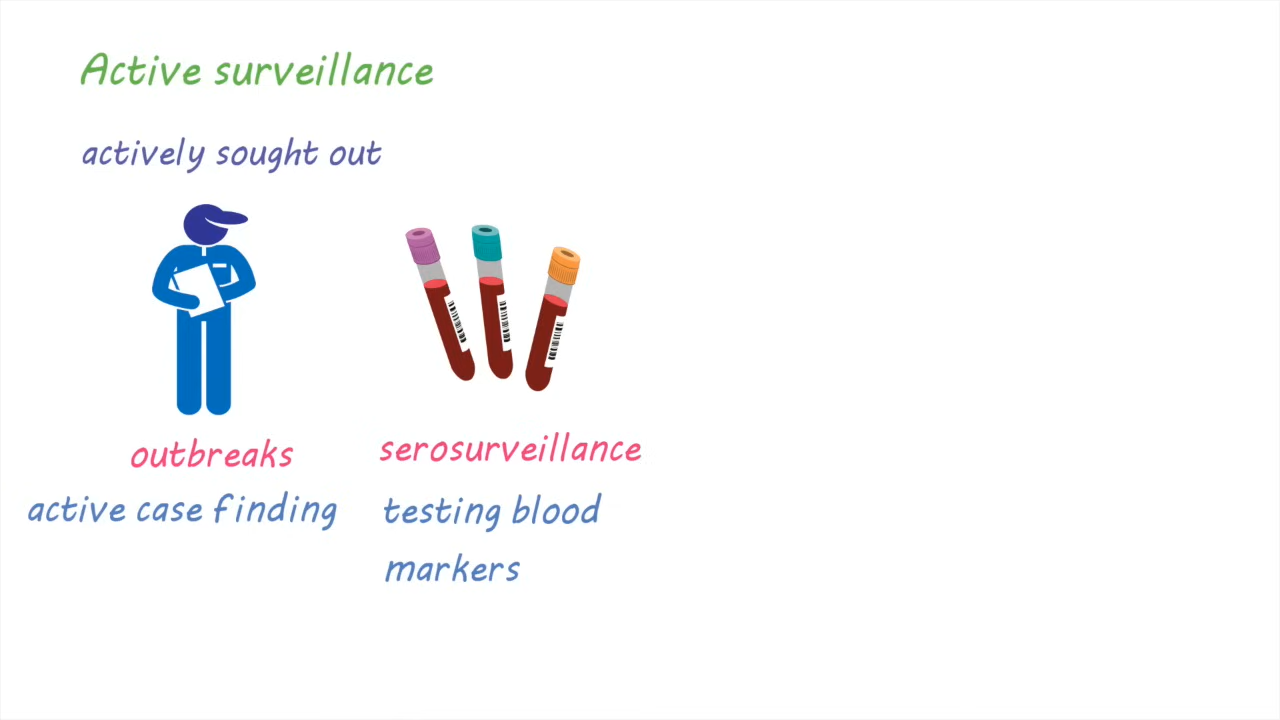 Active surveillance
actively sought out
outbreaks
active case finding
serosurveillance
testing blood
markers